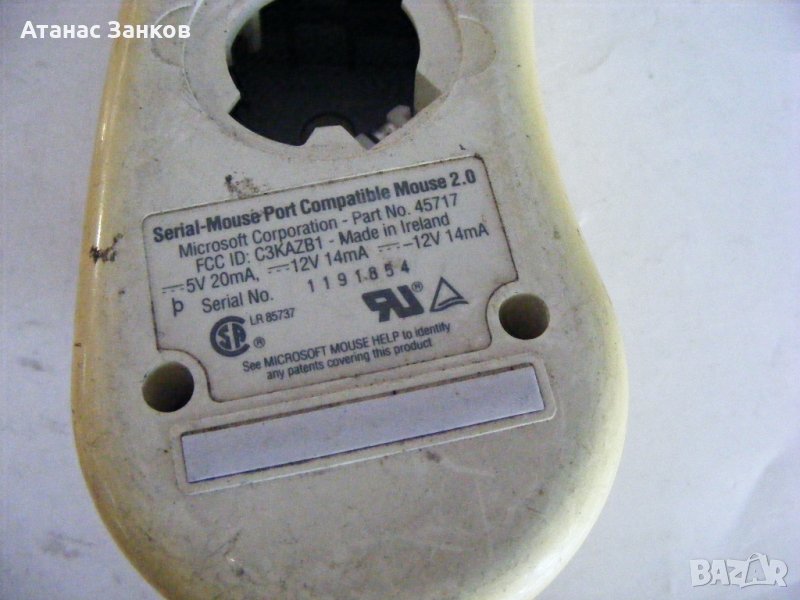 Атанас Занков
Serial-Mouse Port Compatible Mouse 2.0
Microsoft Corporation - Part No. 45717
FCC ID: C3KAZB1 - Made in Ireland
⎓5V 20mA, ⎓12V 14mA ⎓-12V 14mA
þ Serial No. 1191854
LR 85737
See MICROSOFT MOUSE HELP to identify
any patents covering this product
BAZAR